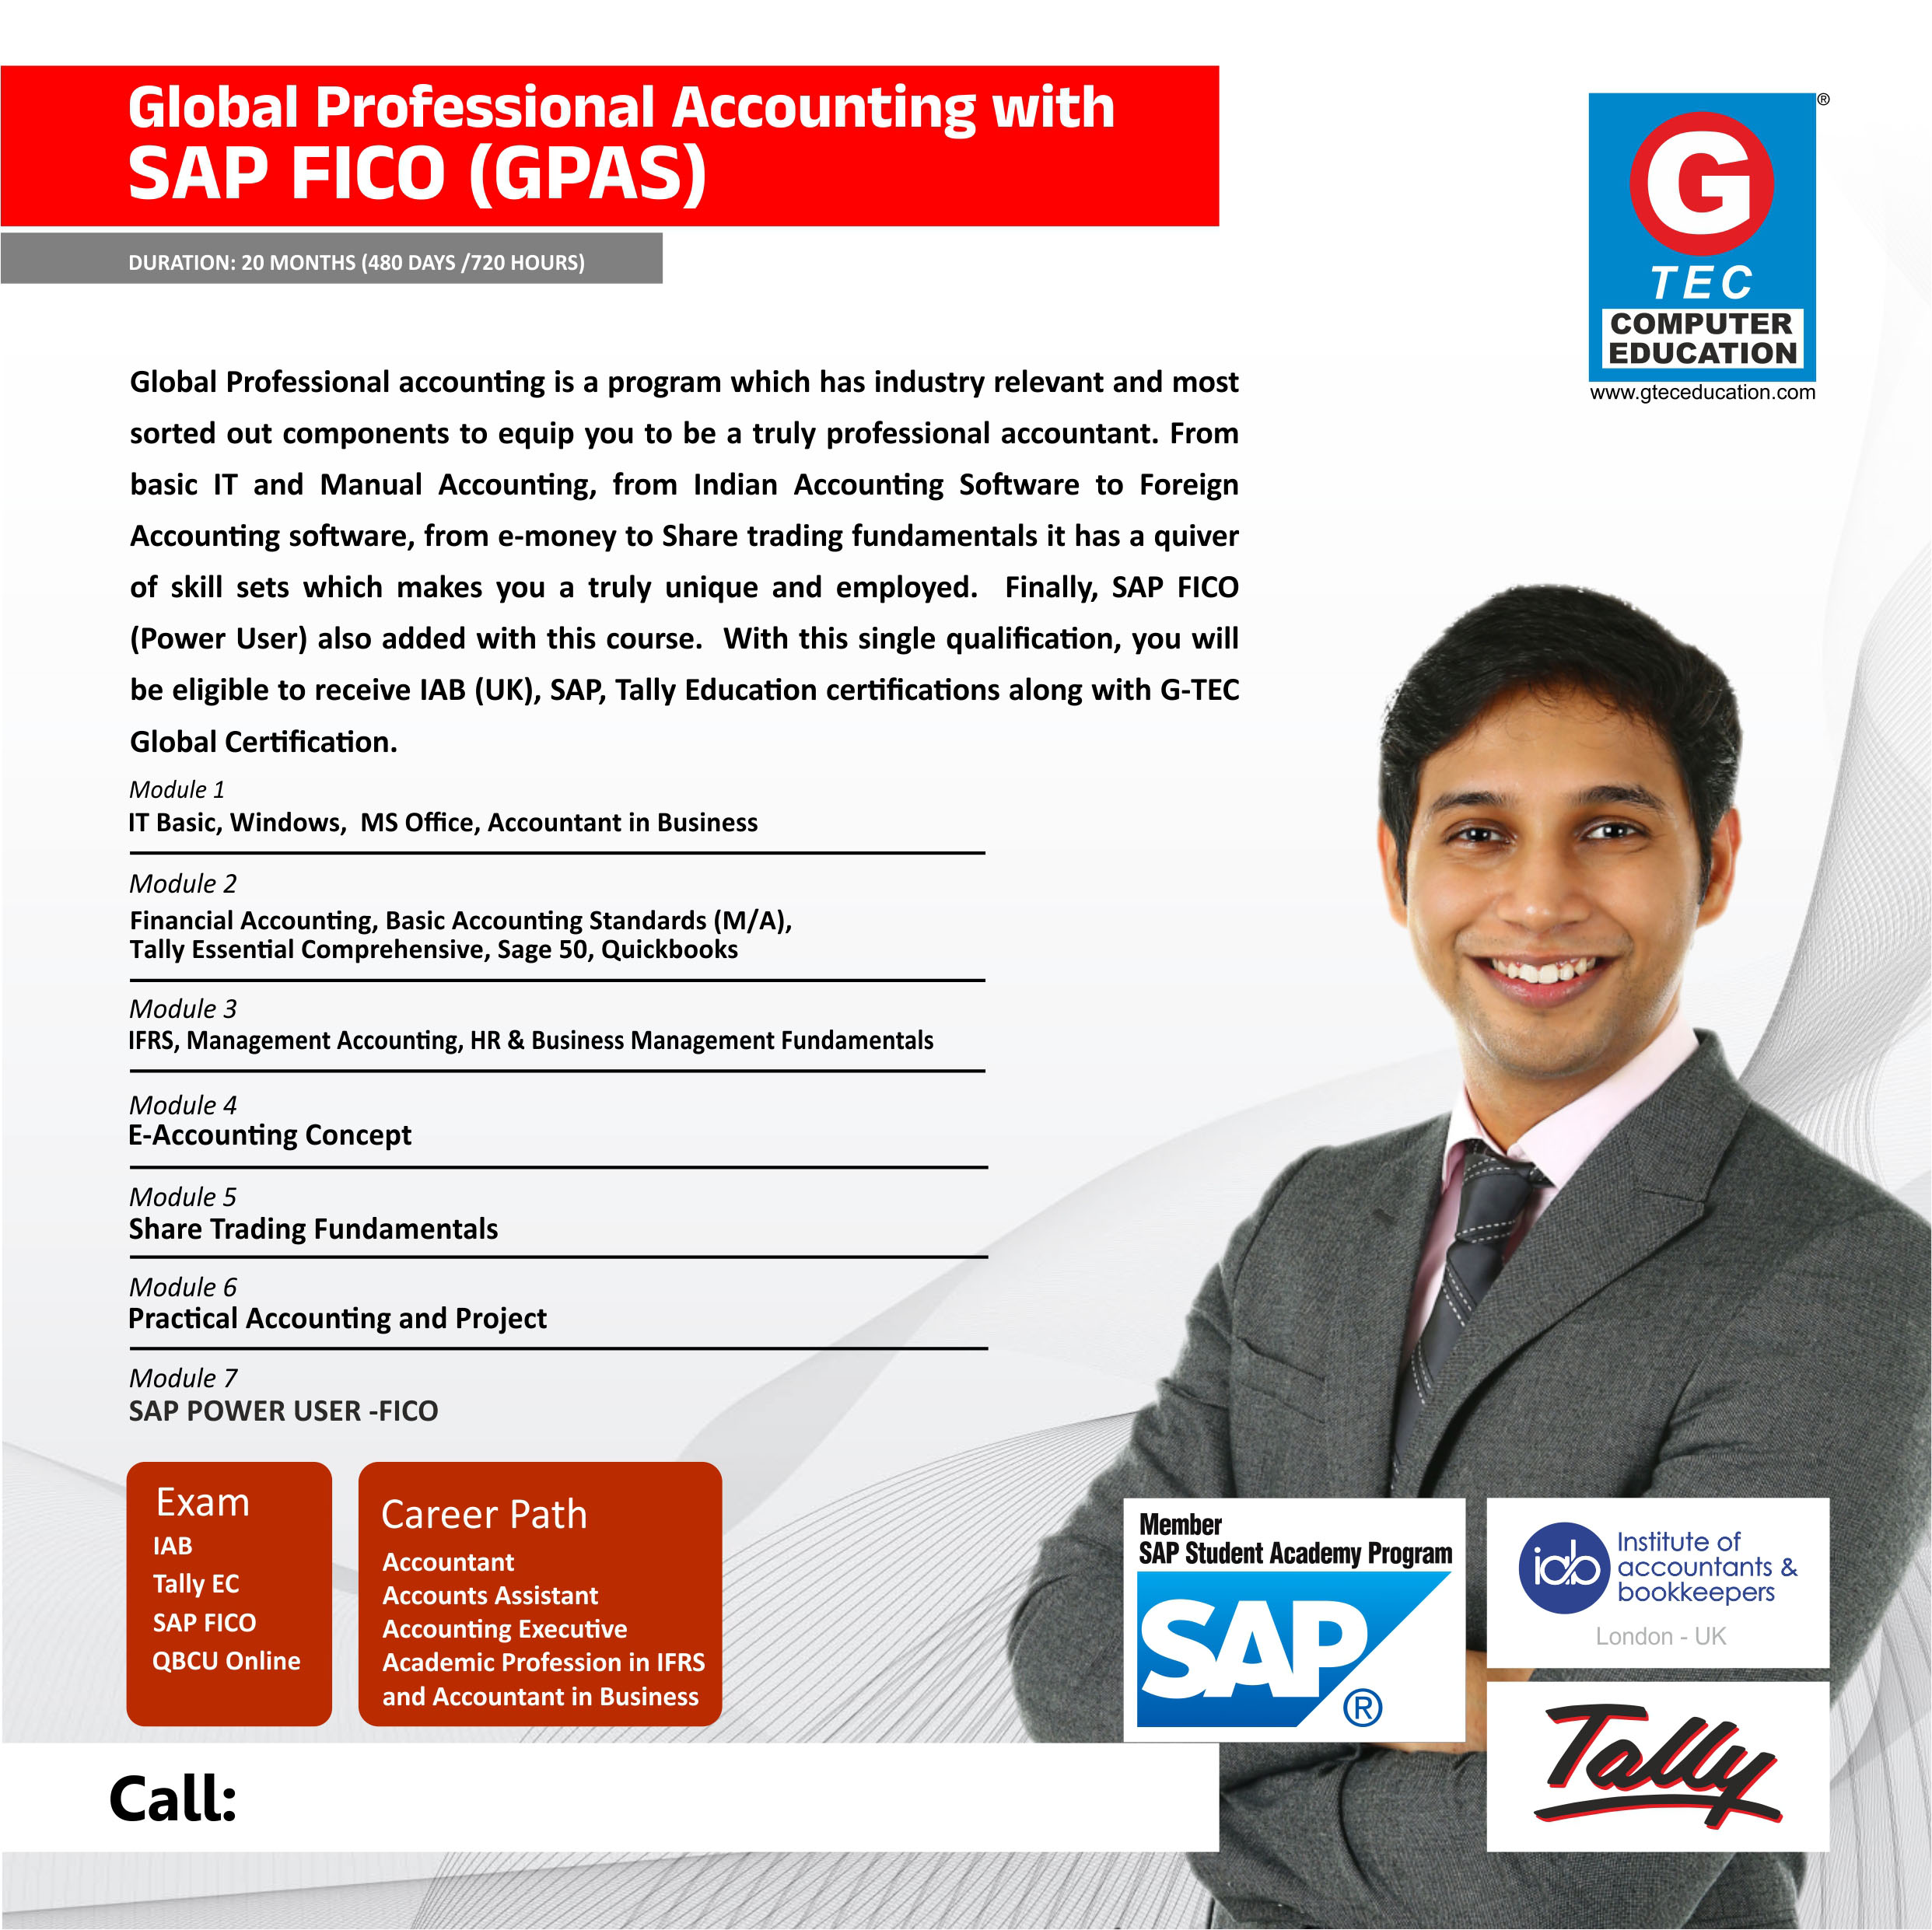 Global Professional Accounting with
SAP FICO (GPAS)
DURATION: 20 MONTHS (480 DAYS /720 HOURS)
G
®
TEC
COMPUTER
EDUCATION
www.gteceducation.com
Global Professional accounting is a program which has industry relevant and most
sorted out components to equip you to be a truly professional accountant. From
basic IT and Manual Accounting, from Indian Accounting Software to Foreign
Accounting software, from e-money to Share trading fundamentals it has a quiver
of skill sets which makes you a truly unique and employed. Finally, SAP FICO
(Power User) also added with this course. With this single qualification, you will
be eligible to receive IAB (UK), SAP, Tally Education certifications along with G-TEC
Global Certification.
Module 1
IT Basic, Windows, MS Office, Accountant in Business
Module 2
Financial Accounting, Basic Accounting Standards (M/A),
Tally Essential Comprehensive, Sage 50, Quickbooks
Module 3
IFRS, Management Accounting, HR & Business Management Fundamentals
Module 4
E-Accounting Concept
Module 5
Share Trading Fundamentals
Module 6
Practical Accounting and Project
Module 7
SAP POWER USER -FICO
Exam
IAB
Tally EC
SAP FICO
QBCU Online
Career Path
Accountant
Accounts Assistant
Accounting Executive
Academic Profession in IFRS
and Accountant in Business
Member
SAP Student Academy Program
SAP
®
iab
Institute of
accountants &
bookkeepers
London - UK
Tally
Call: